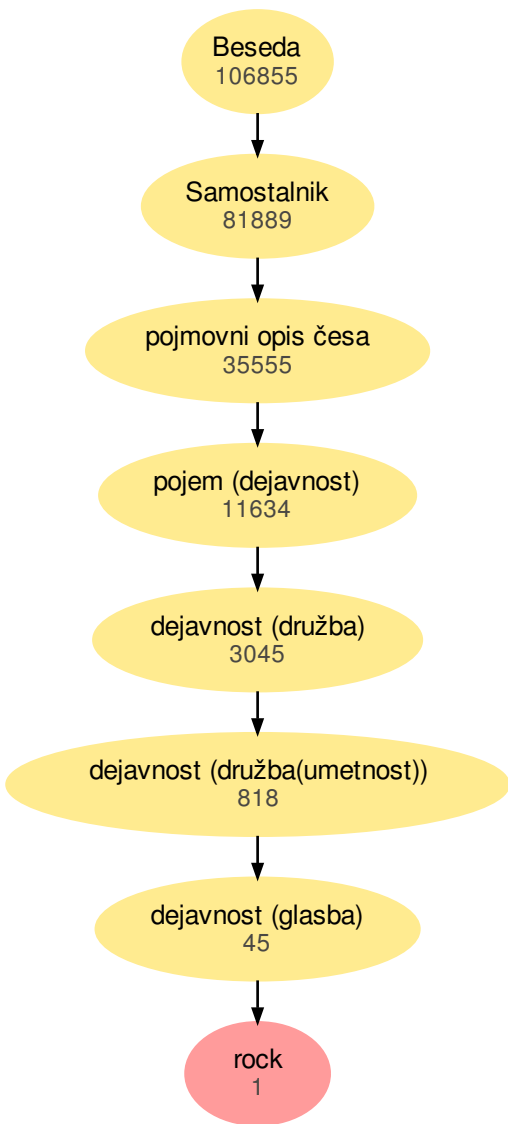 Beseda
106855
Samostalnik
81889
pojmovni opis česa
35555
pojem (dejavnost)
11634
dejavnost (družba)
3045
dejavnost (družba(umetnost))
818
dejavnost (glasba)
45
rock
1